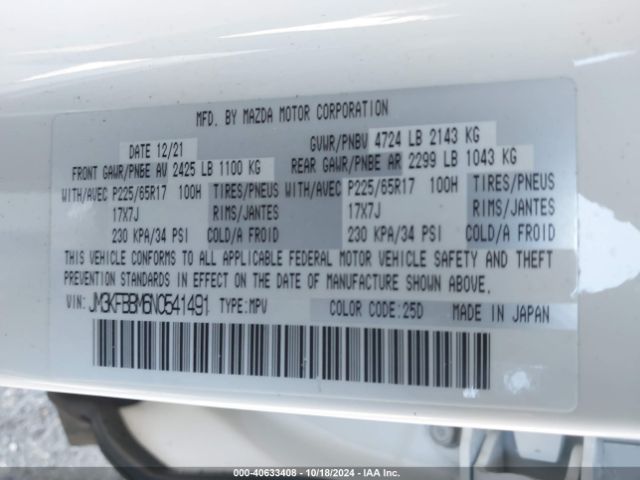 MFD. BY MAZDA MOTOR CORPORATION
DATE 12/21 GVWR/PNBV 4724 LB 2143 KG
FRONT GAWR/PNBE AV 2425 LB 1100 KG REAR GAWR/PNBE AR 2299 LB 1043 KG
WITH/AVEC P225/65R17 100H TIRES/PNEUS WITH/AVEC P225/65R17 100H TIRES/PNEUS
17X7J RIMS/JANTES 17X7J RIMS/JANTES
230 KPA/34 PSI COLD/A FROID 230 KPA/34 PSI COLD/A FROID
THIS VEHICLE CONFORMS TO ALL APPLICABLE FEDERAL MOTOR VEHICLE SAFETY AND THEFT
PREVENTION STANDARDS IN EFFECT ON THE DATE OF MANUFACTURE SHOWN ABOVE.
VIN: JM3KFBBM6N0541491 TYPE:MPV COLOR CODE:25D MADE IN JAPAN
000-40633408 - 10/18/2024 - IAAI.com